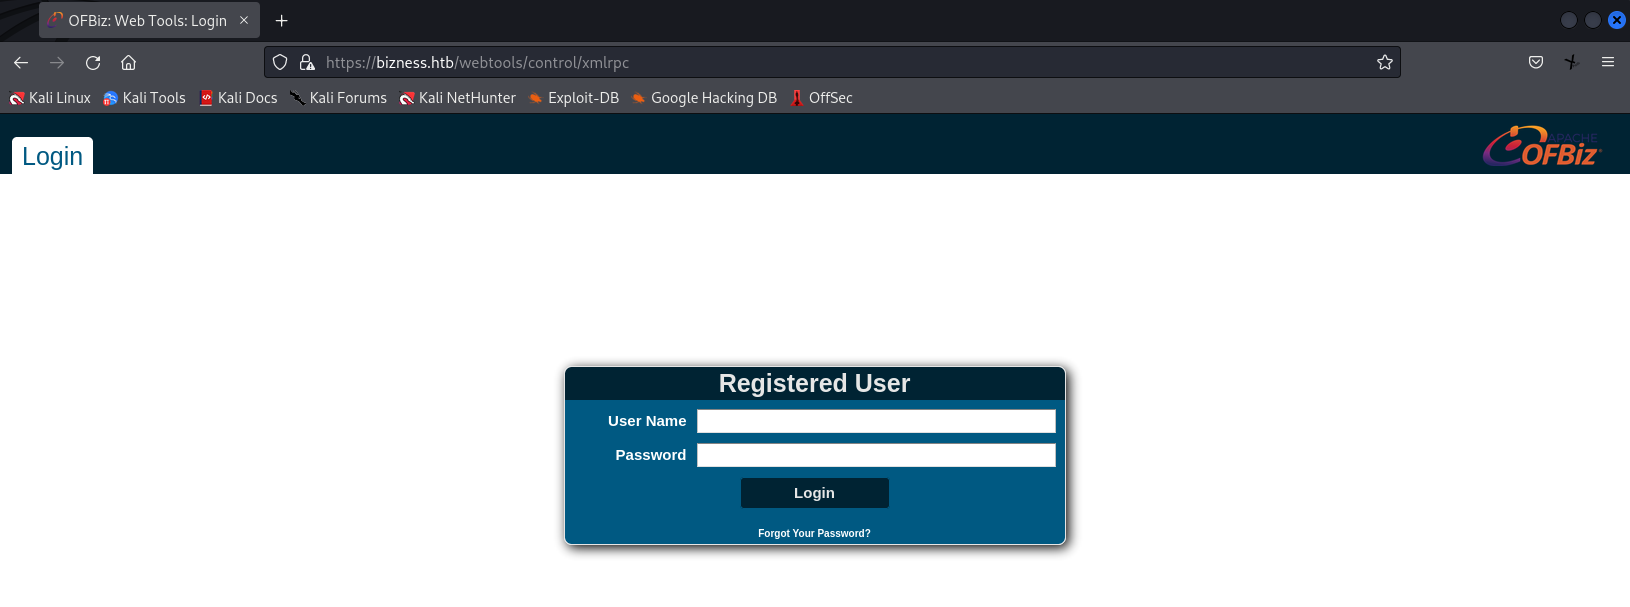 OFBiz: Web Tools: Login
https://bizness.htb/webtools/control/xmlrpc
Kali Linux Kali Tools Kali Docs Kali Forums Kali NetHunter Exploit-DB Google Hacking DB OffSec
Login
APACHE
OFBiz
Registered User
User Name
Password
Login
Forgot Your Password?